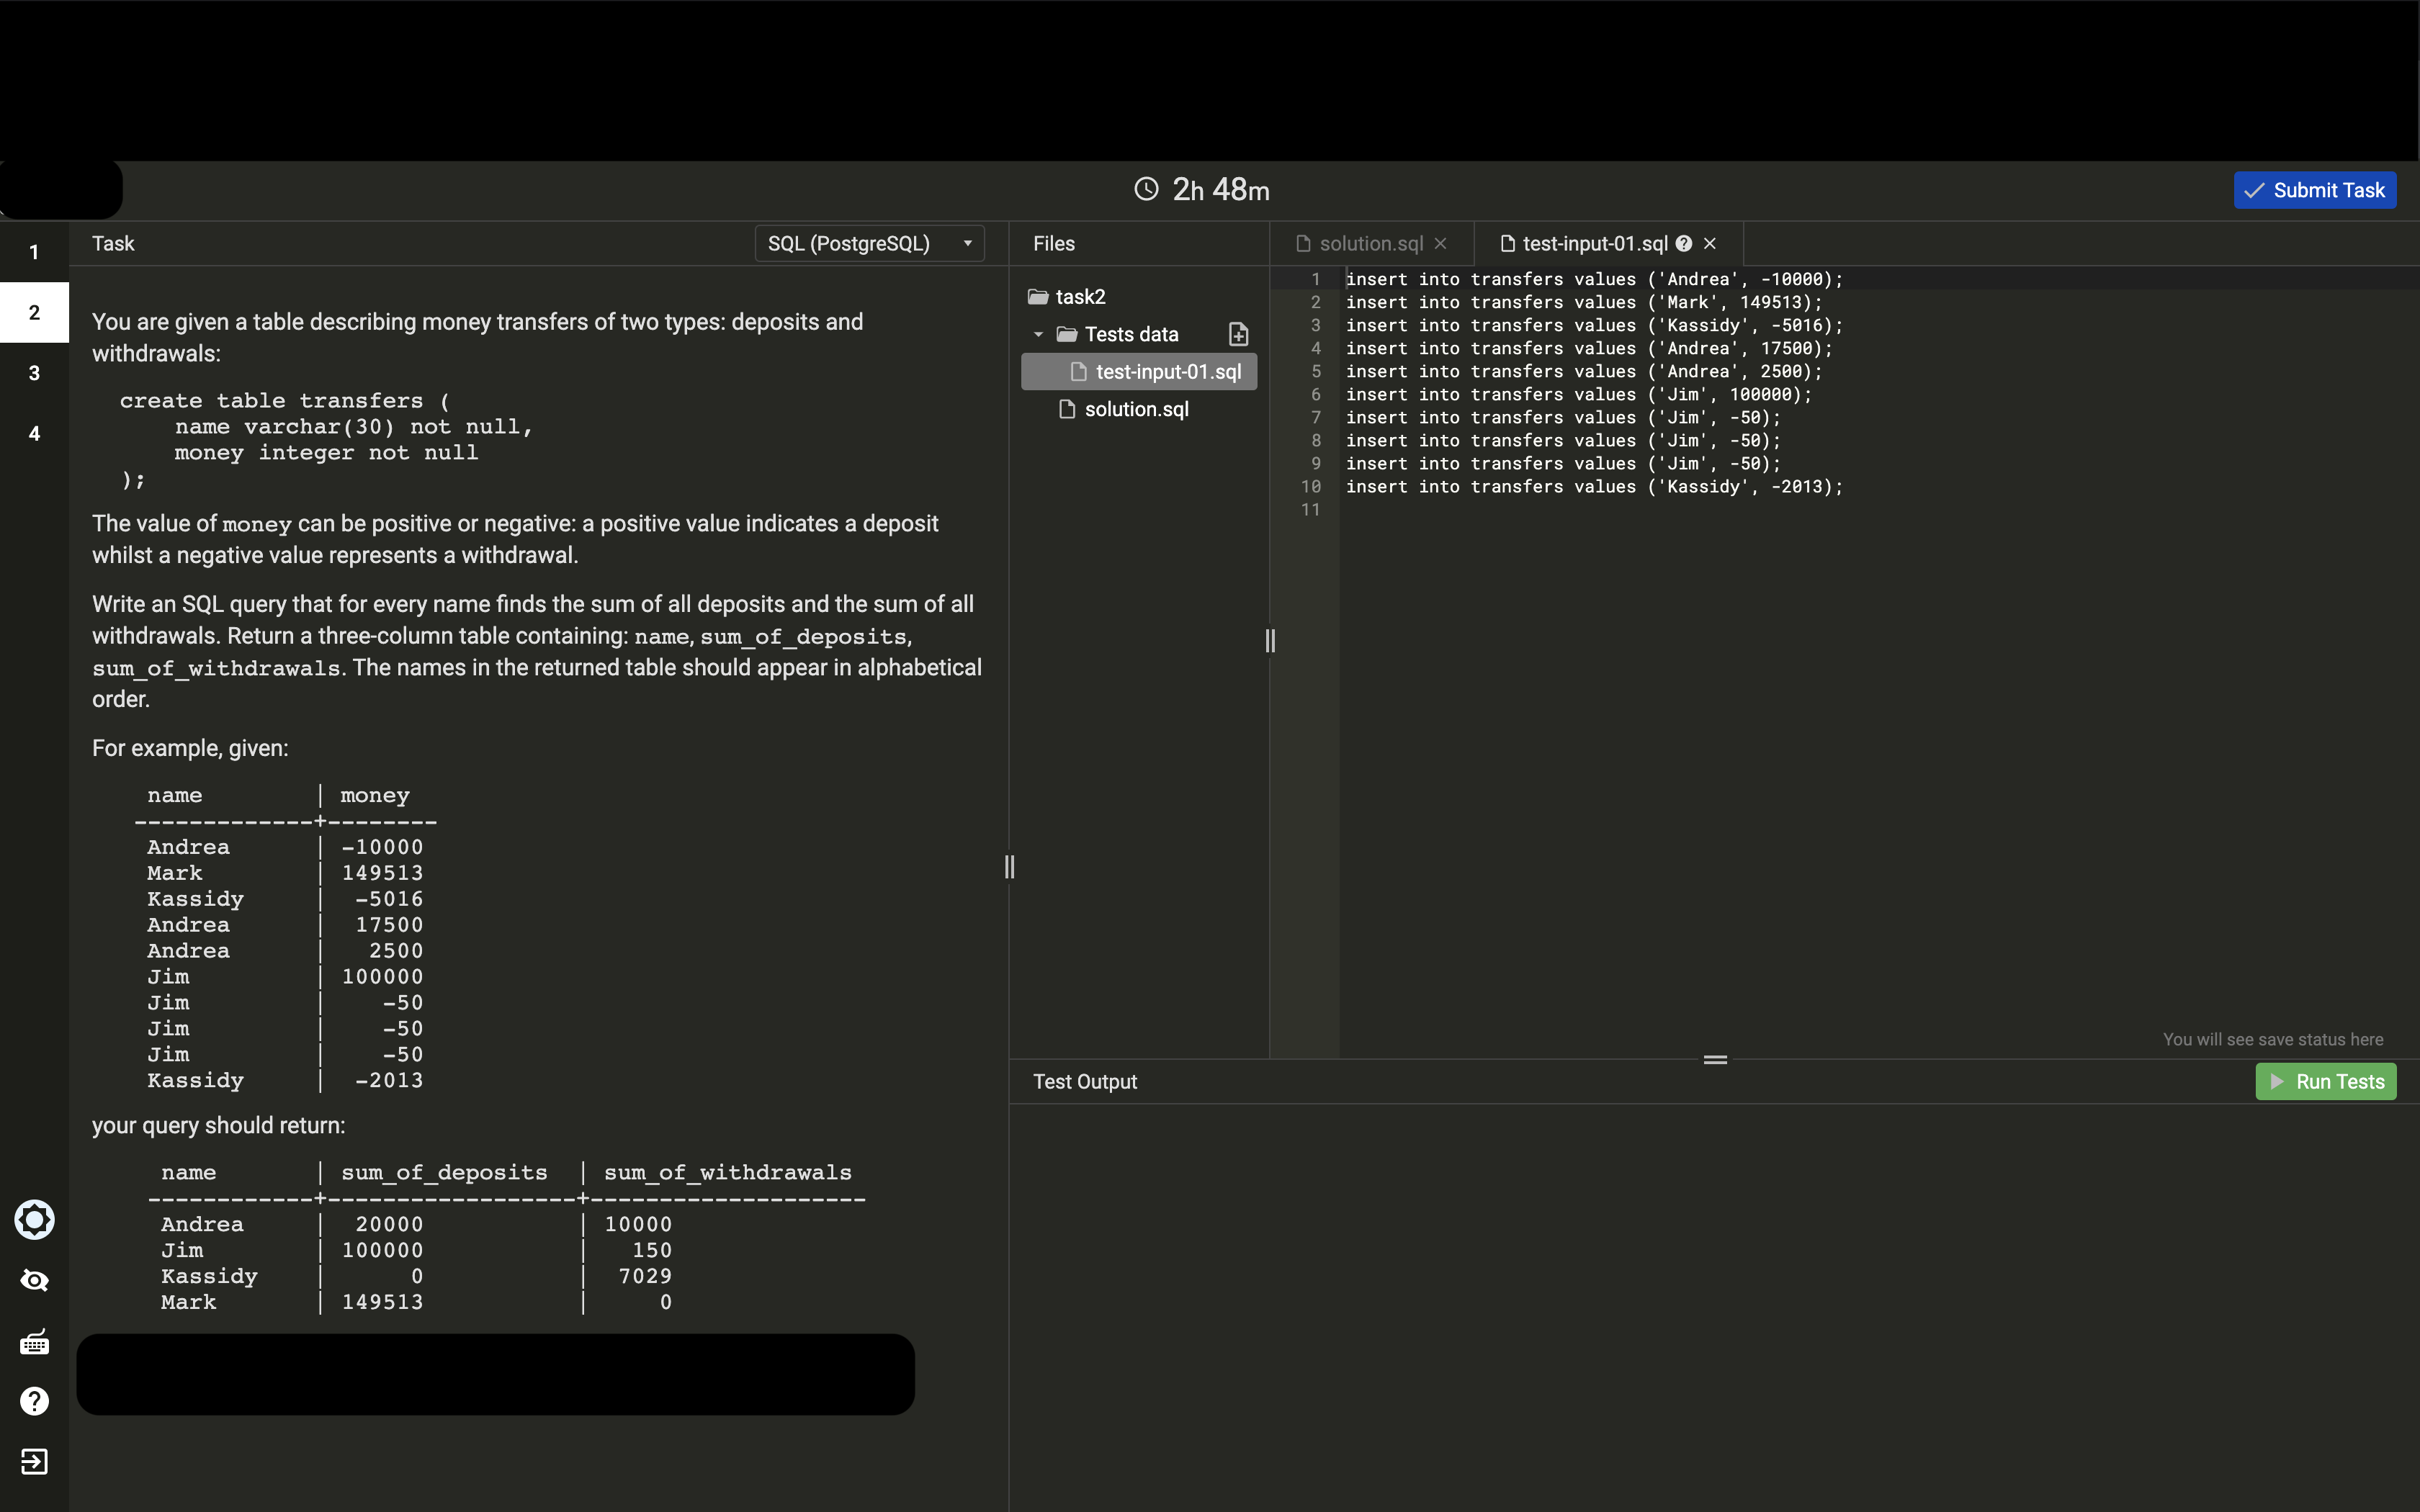 2h 48m
Submit Task
1
2
3
4
Task
SQL (PostgreSQL)
You are given a table describing money transfers of two types: deposits and
withdrawals:
create table transfers (
    name varchar(30) not null,
    money integer not null
);
The value of money can be positive or negative: a positive value indicates a deposit
whilst a negative value represents a withdrawal.
Write an SQL query that for every name finds the sum of all deposits and the sum of all
withdrawals. Return a three-column table containing: name, sum_of_deposits,
sum_of_withdrawals. The names in the returned table should appear in alphabetical
order.
For example, given:
name | money
-------------+--------
Andrea | -10000
Mark | 149513
Kassidy | -5016
Andrea | 17500
Andrea | 2500
Jim | 100000
Jim | -50
Jim | -50
Jim | -50
Kassidy | -2013
your query should return:
name | sum_of_deposits | sum_of_withdrawals
------------+------------------+--------------------
Andrea | 20000 | 10000
Jim | 100000 | 150
Kassidy | 0 | 7029
Mark | 149513 | 0
Files
task2
Tests data
test-input-01.sql
solution.sql
solution.sql
test-input-01.sql
1 insert into transfers values ('Andrea', -10000);
2 insert into transfers values ('Mark', 149513);
3 insert into transfers values ('Kassidy', -5016);
4 insert into transfers values ('Andrea', 17500);
5 insert into transfers values ('Andrea', 2500);
6 insert into transfers values ('Jim', 100000);
7 insert into transfers values ('Jim', -50);
8 insert into transfers values ('Jim', -50);
9 insert into transfers values ('Jim', -50);
10 insert into transfers values ('Kassidy', -2013);
11
You will see save status here
Test Output
Run Tests